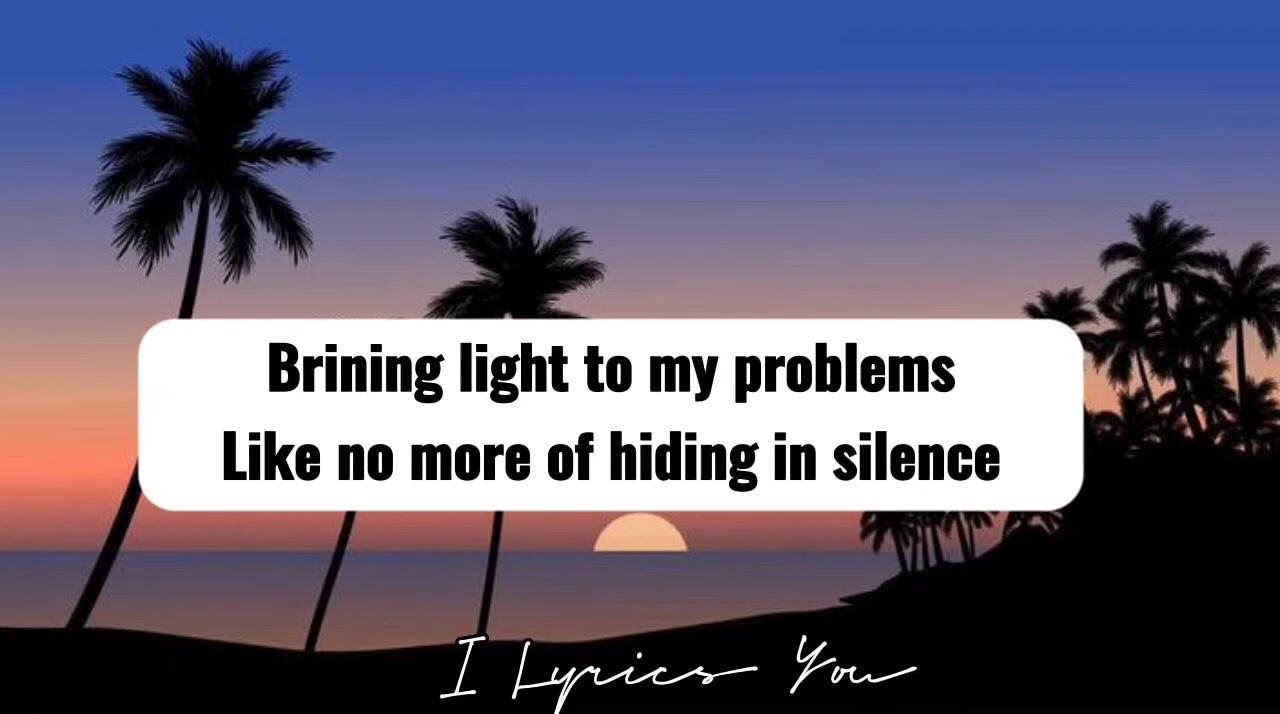 Brining light to my problems
Like no more of hiding in silence
I Lyrics You